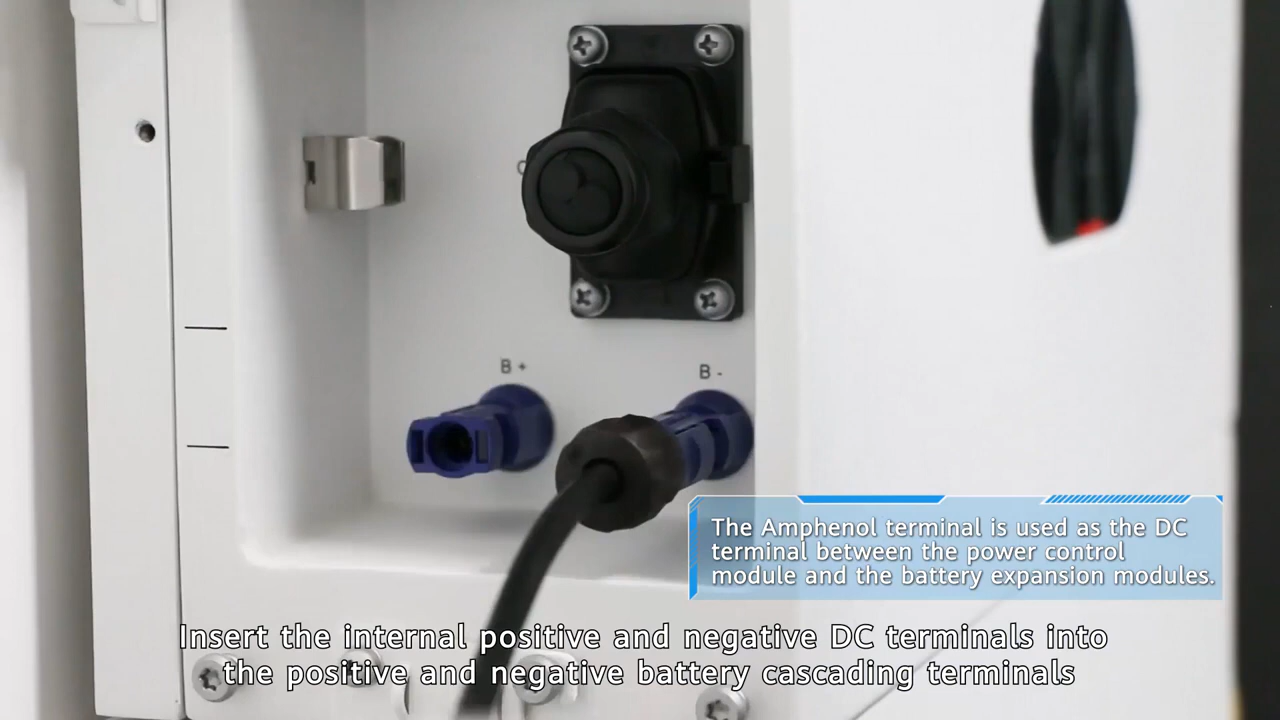 B +
B -
The Amphenol terminal is used as the DC
terminal between the power control
module and the battery expansion modules.
Insert the internal positive and negative DC terminals into
the positive and negative battery cascading terminals